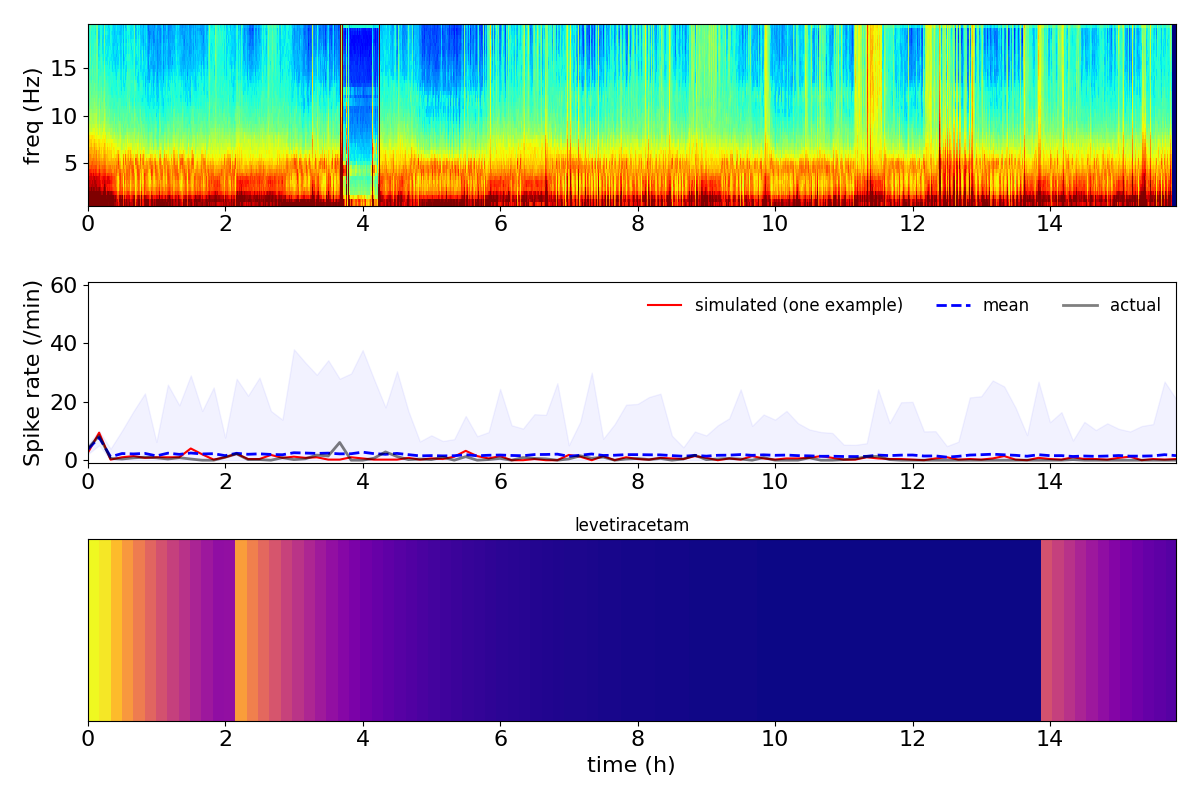 freq (Hz)
15
10
5
0 2 4 6 8 10 12 14
Spike rate (/min)
60
40
20
0
simulated (one example) mean actual
0 2 4 6 8 10 12 14
levetiracetam
0 2 4 6 8 10 12 14
time (h)